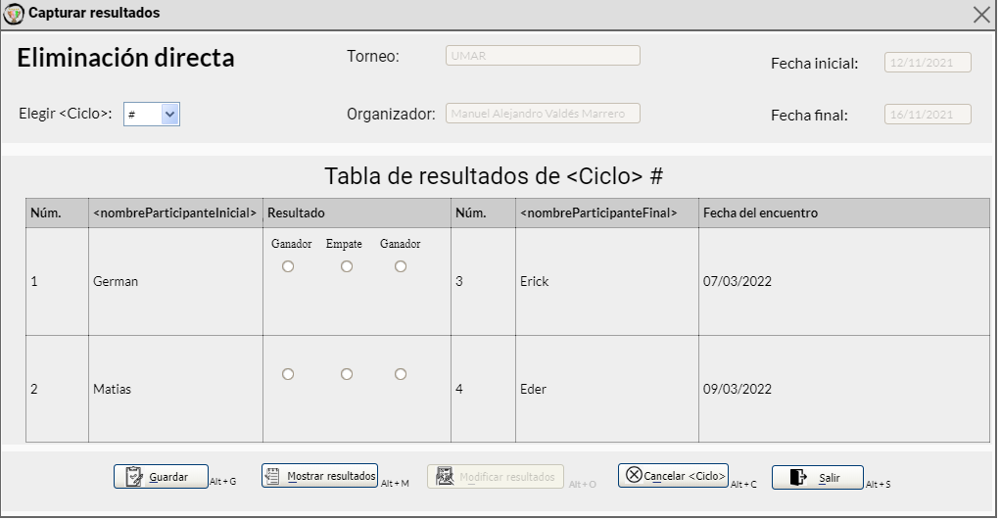 Capturar resultados
Eliminación directa
Torneo: UMAR
Fecha inicial: 12/11/2021
Elegir <Ciclo>: #
Organizador: Manuel Alejandro Valdés Marrero
Fecha final: 16/11/2021
Tabla de resultados de <Ciclo> #
Núm. <nombreParticipanteInicial> Resultado Núm. <nombreParticipanteFinal> Fecha del encuentro
Ganador Empate Ganador
1 German 3 Erick 07/03/2022
2 Matias 4 Eder 09/03/2022
Guardar Alt + G Mostrar resultados Alt + M Modificar resultados Alt + O Cancelar <Ciclo> Alt + C Salir Alt + S